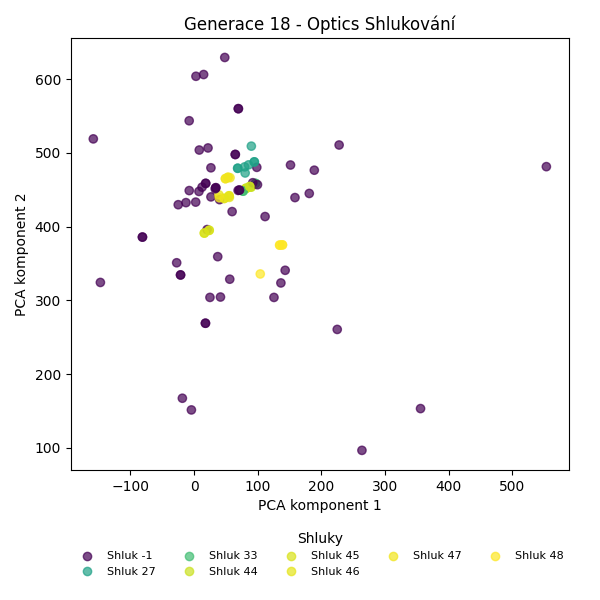 Generace 18 - Optics Shlukování
600
500
400
300
200
100
PCA komponent 2
−100 0 100 200 300 400 500
PCA komponent 1
Shluky
Shluk -1 Shluk 33 Shluk 45 Shluk 47 Shluk 48
Shluk 27 Shluk 44 Shluk 46